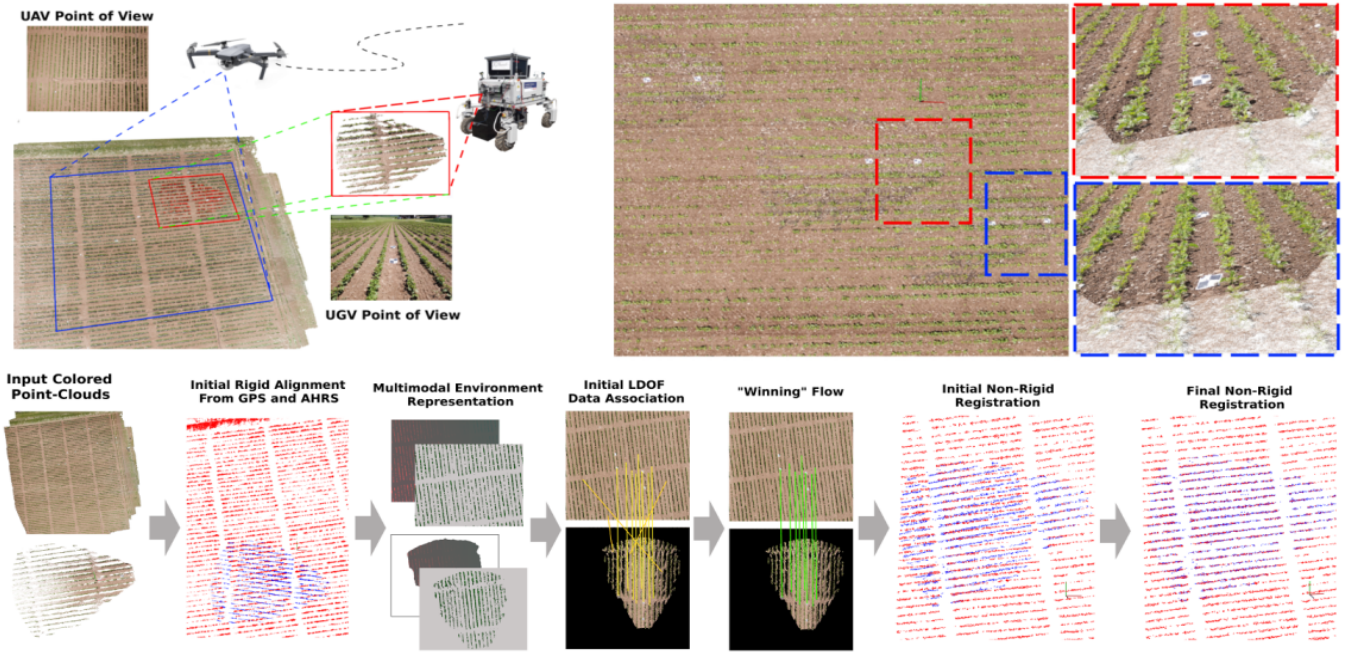 UAV Point of View
UGV Point of View
Input Colored
Point-Clouds
Initial Rigid Alignment
From GPS and AHRS
Multimodal Environment
Representation
Initial LDOF
Data Association
"Winning" Flow
Initial Non-Rigid
Registration
Final Non-Rigid
Registration